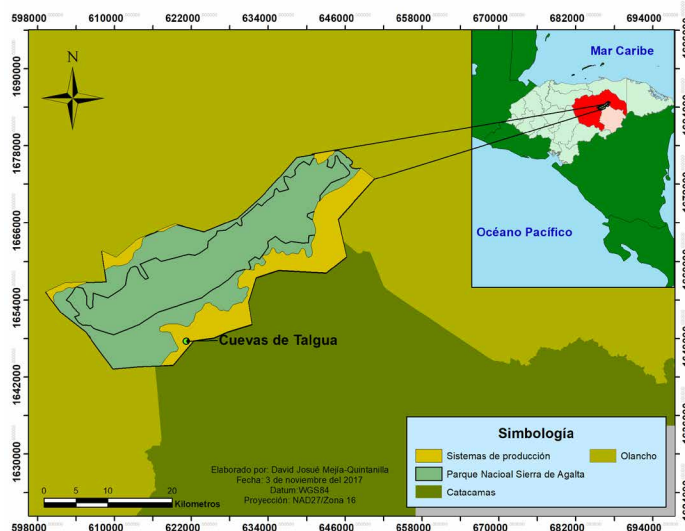 598000 610000 622000 634000 646000 658000 670000 682000 694000
N
Mar Caribe
Océano Pacífico
1690000
1678000
1666000
1654000
1642000
1630000
Cuevas de Talgua
Simbología
Sistemas de producción
Olancho
Parque Nacioal Sierra de Agalta
Catacamas
Elaborado por: David Josué Mejía-Quintanilla
Fecha: 3 de noviembre del 2017
Datum:WGS84
Proyección: NAD27/Zona 16
0 5 10 20
Kilometros
598000 610000 622000 634000 646000 658000 670000 682000 694000